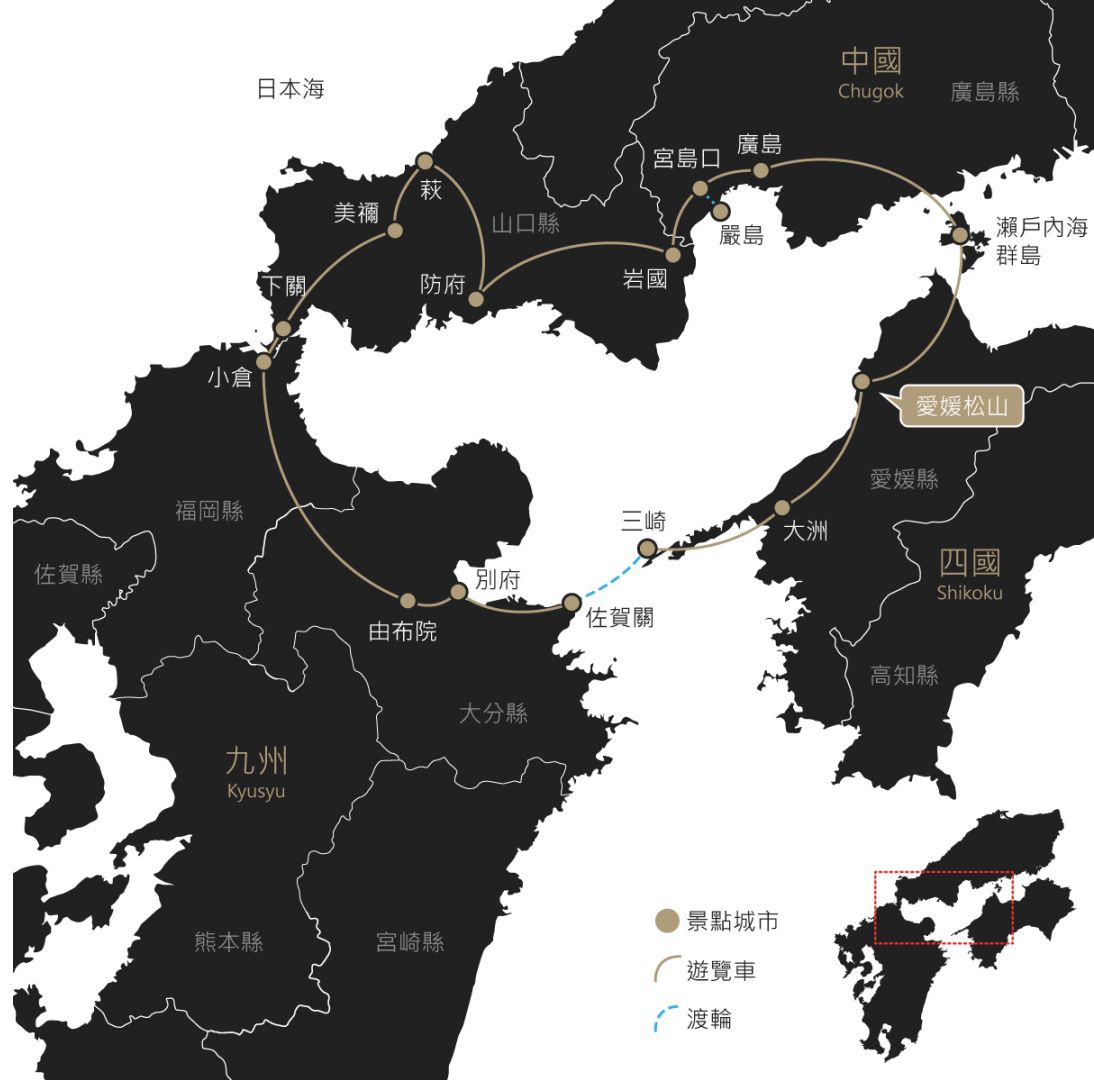 日本海
中國
Chugok
廣島縣
廣島
宮島口
萩
美禰
山口縣
嚴島
瀨戶內海
群島
岩國
防府
下關
小倉
愛媛松山
愛媛縣
福岡縣
三崎
大洲
佐賀縣
四國
Shikoku
別府
佐賀關
由布院
高知縣
大分縣
九州
Kyusyu
景點城市
熊本縣
宮崎縣
遊覽車
渡輪